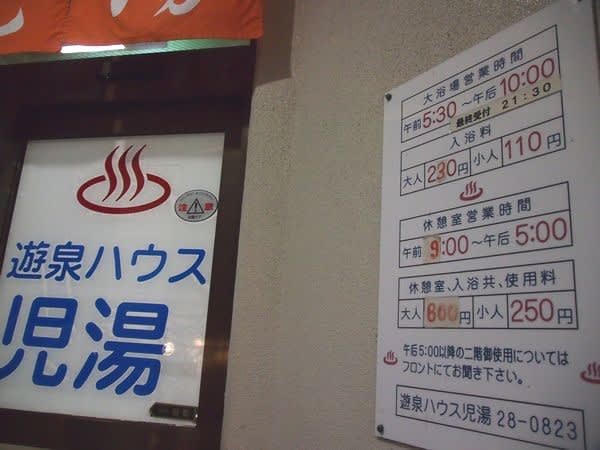 遊泉ハウス
児湯
注意
大浴場営業時間
午前5:30～午后10:00
最終受付 21:30
入浴料
大人 230円 小人 110円
休憩室営業時間
午前 9:00～午后5:00
休憩室、入浴共、使用料
大人 800円 小人 250円
午后5:00以降の二階御使用については
フロントにてお聞き下さい。
遊泉ハウス児湯 28-0823